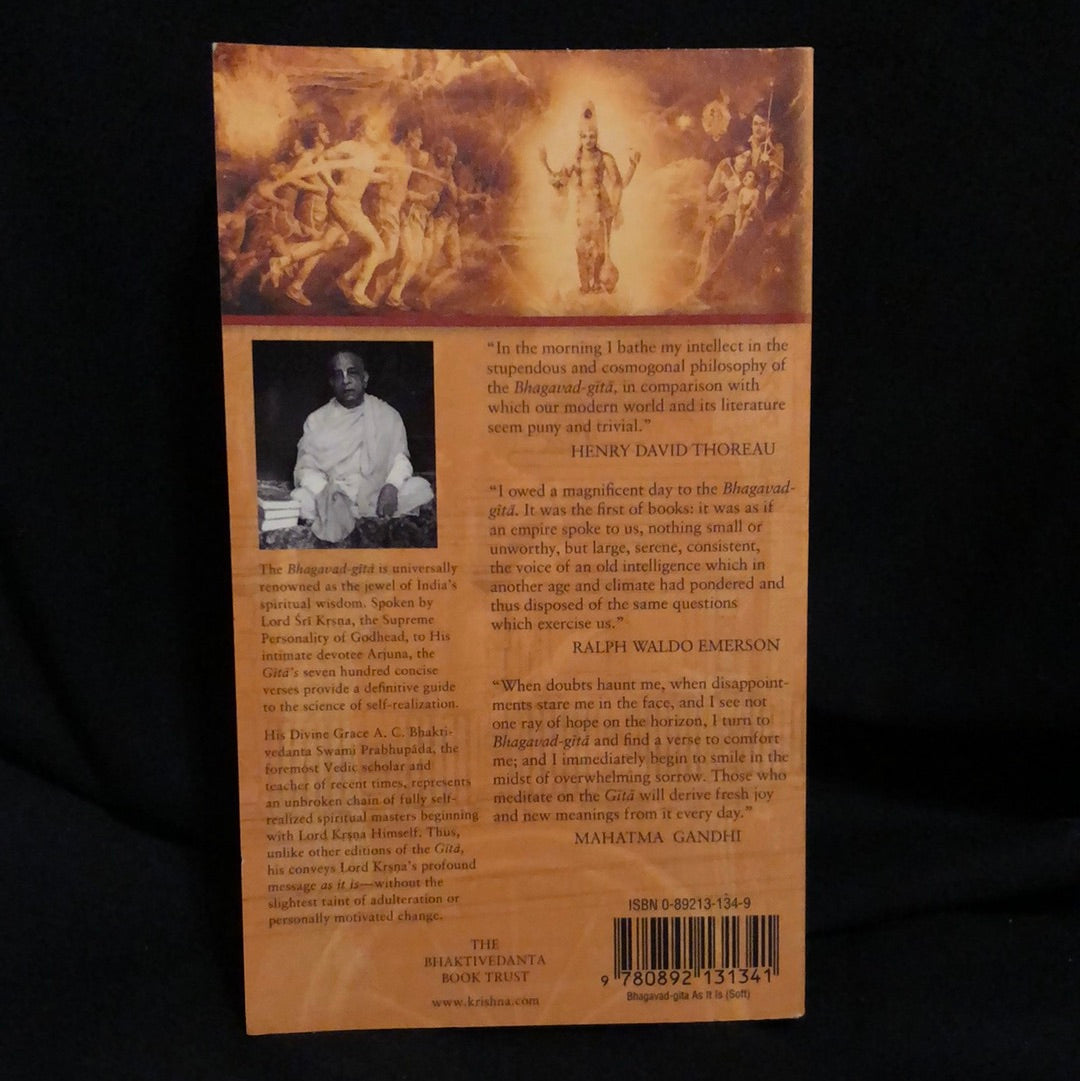 The Bhagavad-gītā is universally
renowned as the jewel of India's
spiritual wisdom. Spoken by
Lord Śrī Kṛṣṇa, the Supreme
Personality of Godhead, to His
intimate devotee Arjuna, the
Gītā's seven hundred concise
verses provide a definitive guide
to the science of self-realization.
His Divine Grace A. C. Bhakti-
vedanta Swami Prabhupāda, the
foremost Vedic scholar and
teacher of recent times, represents
an unbroken chain of fully self-
realized spiritual masters beginning
with Lord Kṛṣṇa Himself. Thus,
unlike other editions of the Gītā,
his conveys Lord Kṛṣṇa's profound
message as it is—without the
slightest taint of adulteration or
personally motivated change.
"In the morning I bathe my intellect in the
stupendous and cosmogonal philosophy of
the Bhagavad-gītā, in comparison with
which our modern world and its literature
seem puny and trivial."
HENRY DAVID THOREAU
"I owed a magnificent day to the Bhagavad-
gītā. It was the first of books: it was as if
an empire spoke to us, nothing small or
unworthy, but large, serene, consistent,
the voice of an old intelligence which in
another age and climate had pondered and
thus disposed of the same questions
which exercise us."
RALPH WALDO EMERSON
"When doubts haunt me, when disappoint-
ments stare me in the face, and I see not
one ray of hope on the horizon, I turn to
Bhagavad-gītā and find a verse to comfort
me; and I immediately begin to smile in the
midst of overwhelming sorrow. Those who
meditate on the Gītā will derive fresh joy
and new meanings from it every day."
MAHATMA GANDHI
THE
BHAKTIVEDANTA
BOOK TRUST
www.krishna.com
ISBN 0-89213-134-9
9 780892 131341
Bhagavad-gita As It Is (Soft)